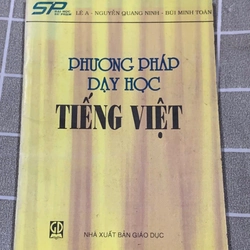 SP LÊ A - NGUYỄN QUANG NINH - BÙI MINH TOÁN
PHƯƠNG PHÁP
DẠY HỌC
TIẾNG VIỆT
NHÀ XUẤT BẢN GIÁO DỤC